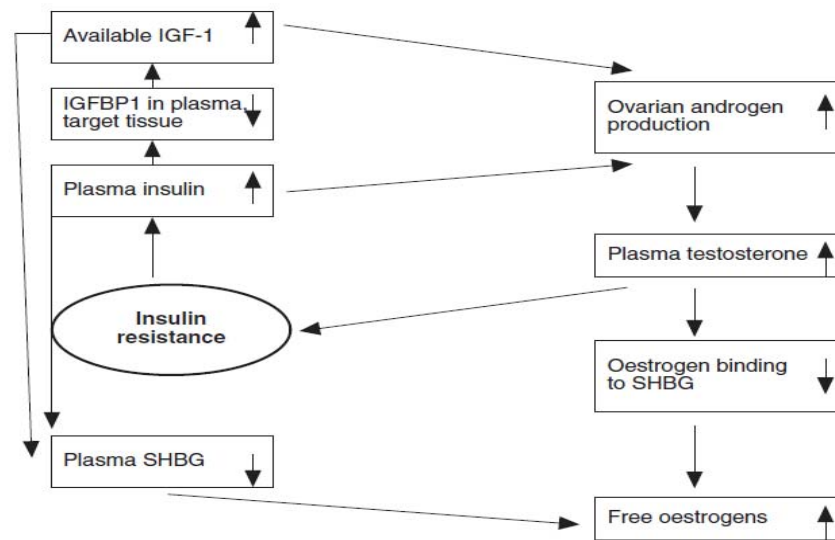 Available IGF-1
IGFBP1 in plasma,
target tissue
Plasma insulin
Insulin
resistance
Plasma SHBG
Ovarian androgen
production
Plasma testosterone
Oestrogen binding
to SHBG
Free oestrogens